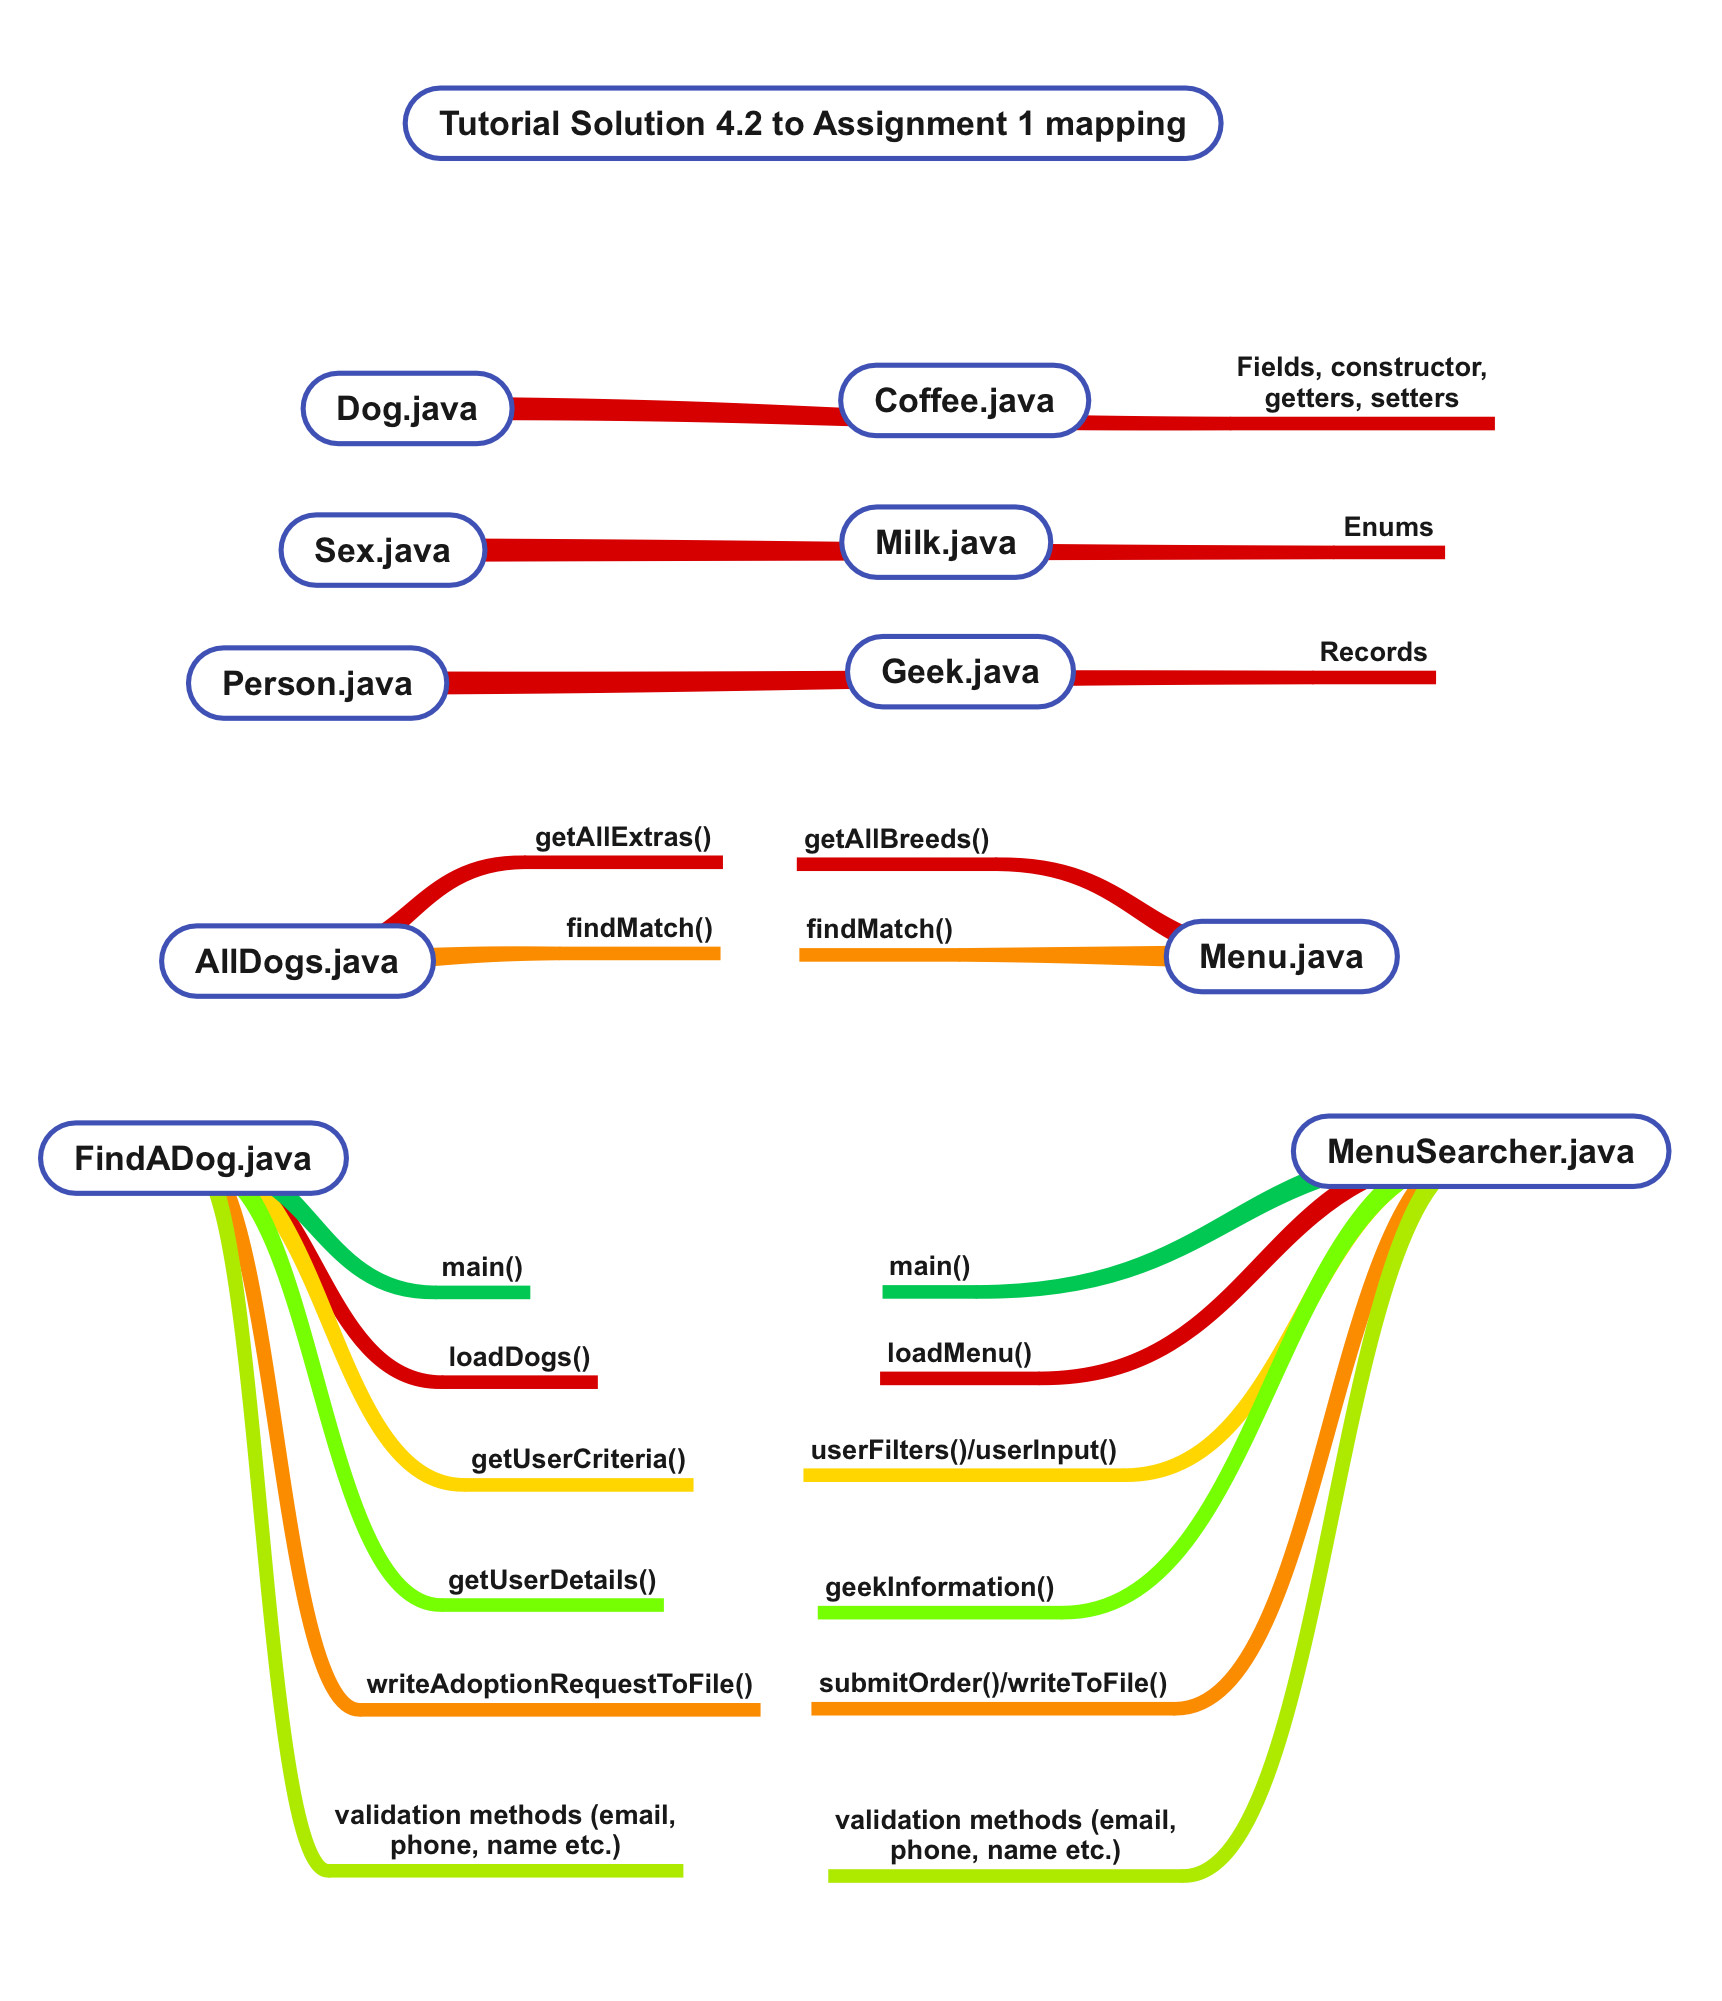 Tutorial Solution 4.2 to Assignment 1 mapping
Dog.java
Coffee.java
Fields, constructor,
getters, setters
Sex.java
Milk.java
Enums
Person.java
Geek.java
Records
getAllExtras()
getAllBreeds()
findMatch()
findMatch()
AllDogs.java
Menu.java
FindADog.java
MenuSearcher.java
main()
main()
loadDogs()
loadMenu()
getUserCriteria()
userFilters()/userInput()
getUserDetails()
geekInformation()
writeAdoptionRequestToFile()
submitOrder()/writeToFile()
validation methods (email,
phone, name etc.)
validation methods (email,
phone, name etc.)